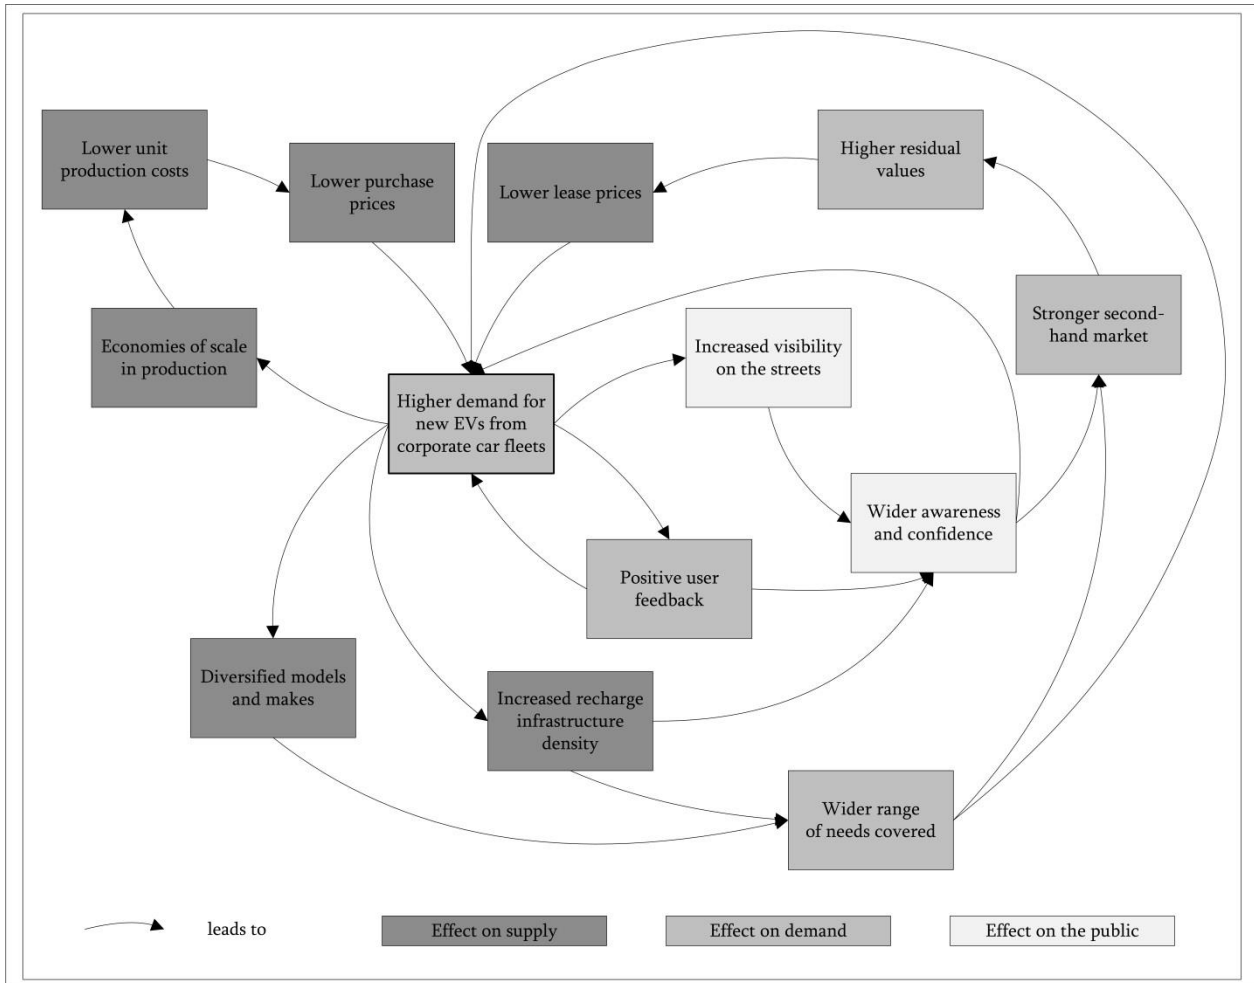 Lower unit
production costs
Lower purchase
prices
Lower lease prices
Higher residual
values
Economies of scale
in production
Increased visibility
on the streets
Stronger second-
hand market
Higher demand for
new EVs from
corporate car fleets
Wider awareness
and confidence
Positive user
feedback
Diversified models
and makes
Increased recharge
infrastructure
density
Wider range
of needs covered
leads to
Effect on supply
Effect on demand
Effect on the public